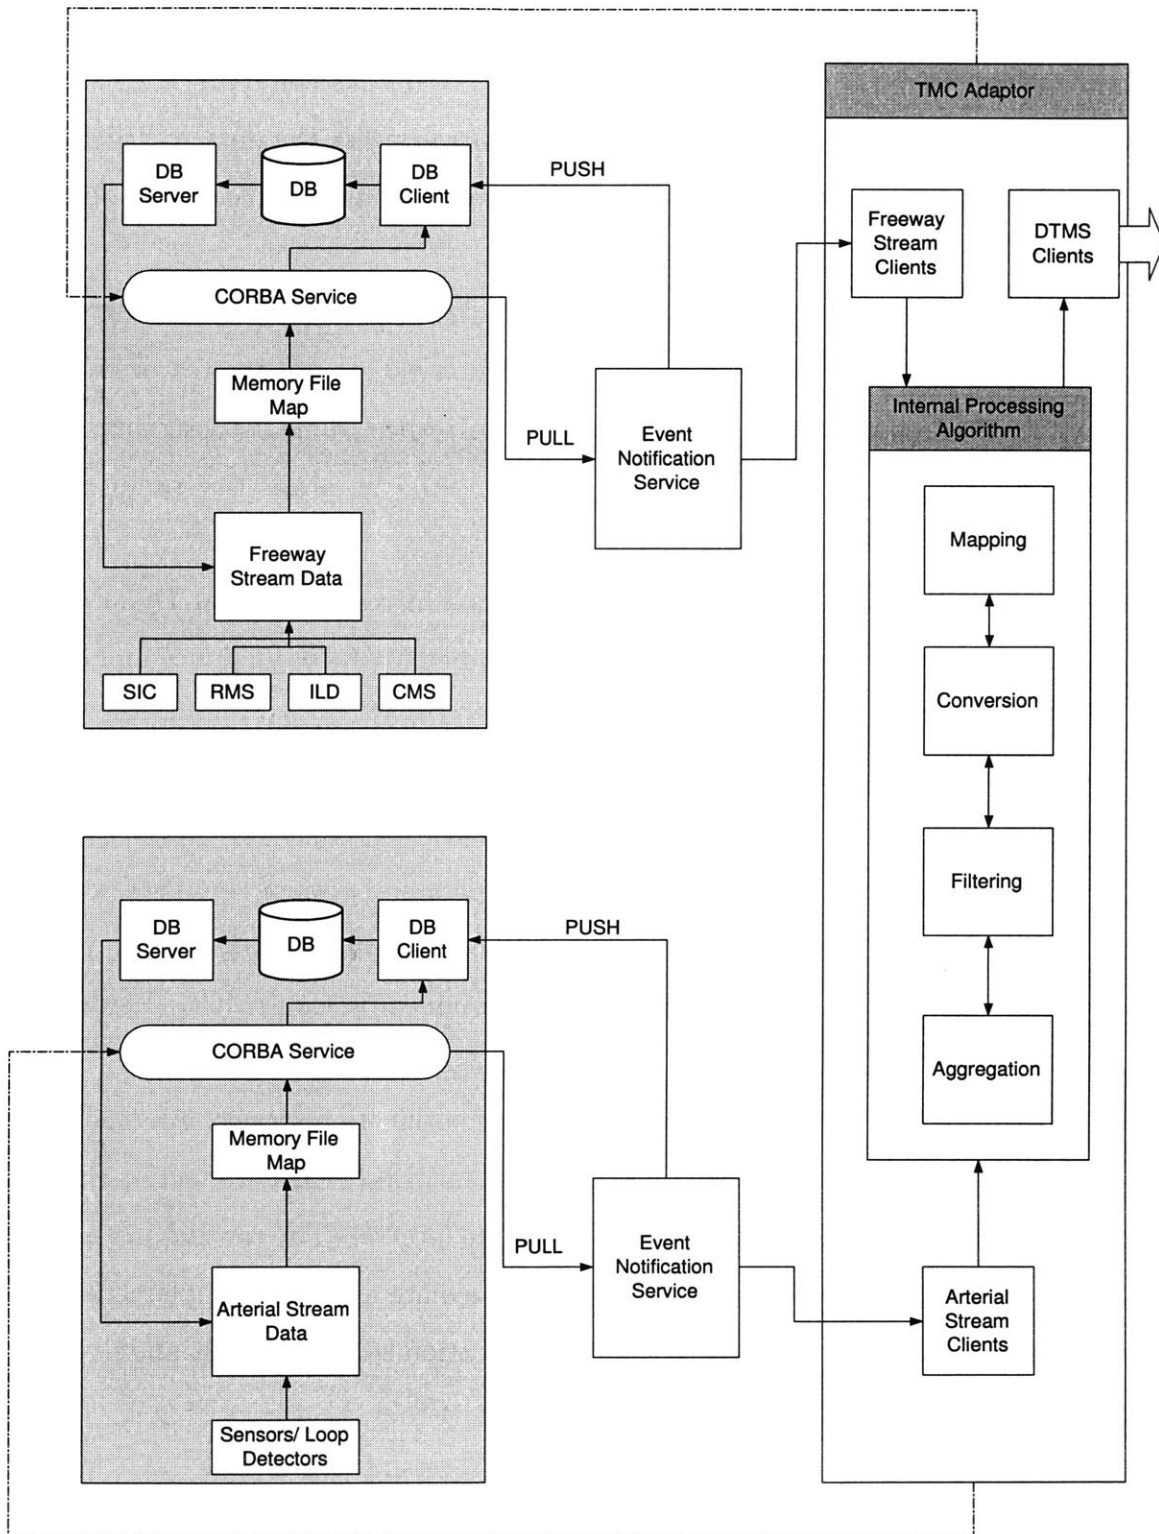 TMC Adaptor
DB
Server
DB
DB
Client
PUSH
Freeway
Stream
Clients
DTMS
Clients
CORBA Service
Memory File
Map
PULL
Event
Notification
Service
Internal Processing
Algorithm
Mapping
Freeway
Stream Data
SIC
RMS
ILD
CMS
Conversion
Filtering
DB
Server
DB
DB
Client
PUSH
CORBA Service
Aggregation
Memory File
Map
PULL
Event
Notification
Service
Arterial Stream
Data
Arterial
Stream
Clients
Sensors/ Loop
Detectors